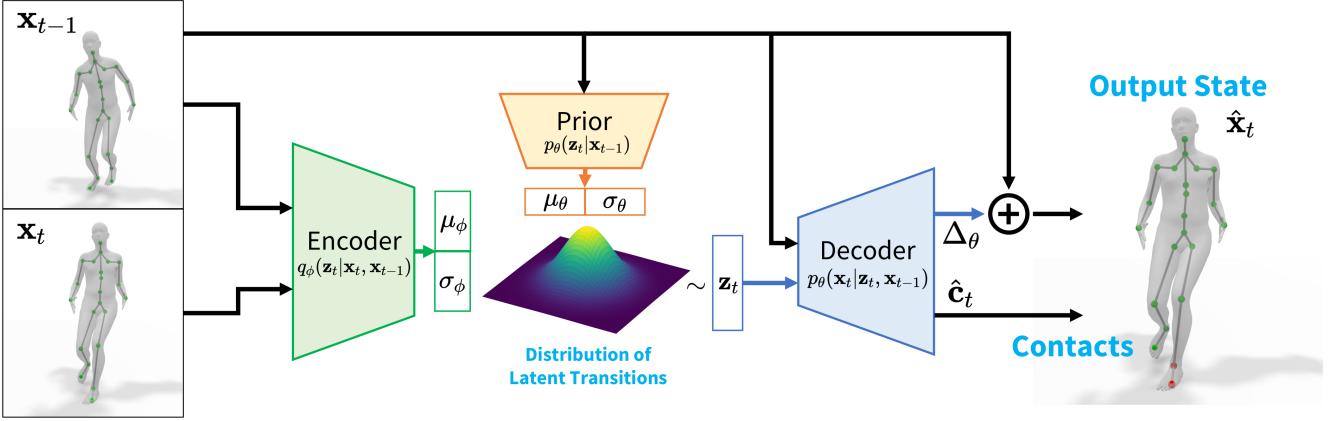 x_{t−1}
x_t
Encoder
q_ϕ(z_t|x_t, x_{t−1})
μ_ϕ
σ_ϕ
Prior
p_θ(z_t|x_{t−1})
μ_θ σ_θ
Distribution of
Latent Transitions
∼ z_t
Decoder
p_θ(x_t|z_t, x_{t−1})
Δ_θ
+
ĉ_t
Contacts
Output State
x̂_t